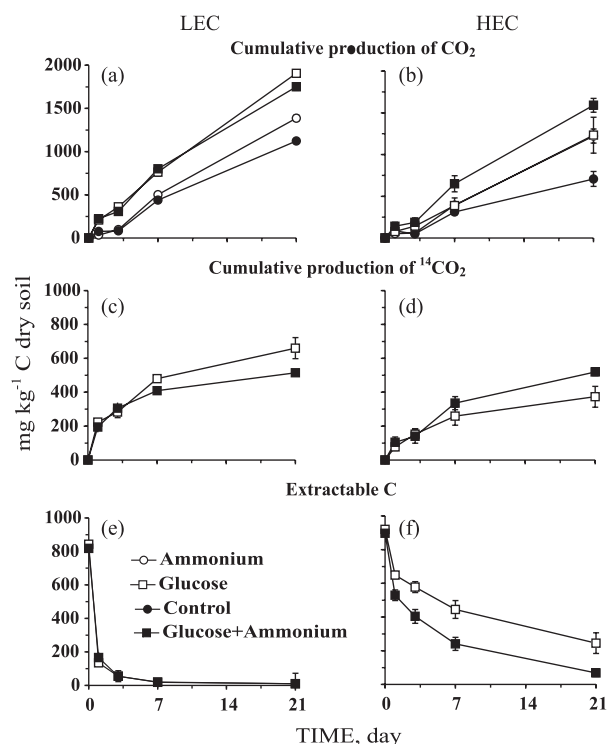 LEC HEC
Cumulative production of CO₂
2000 (a) (b)
1500
1000
500
0
Cumulative production of ¹⁴CO₂
1000 (c) (d)
800
600
400
200
0
mg kg⁻¹ C dry soil
Extractable C
1000 (e) (f)
800
600
400
200
0
Ammonium
Glucose
Control
Glucose+Ammonium
0 7 14 21 0 7 14 21
TIME, day